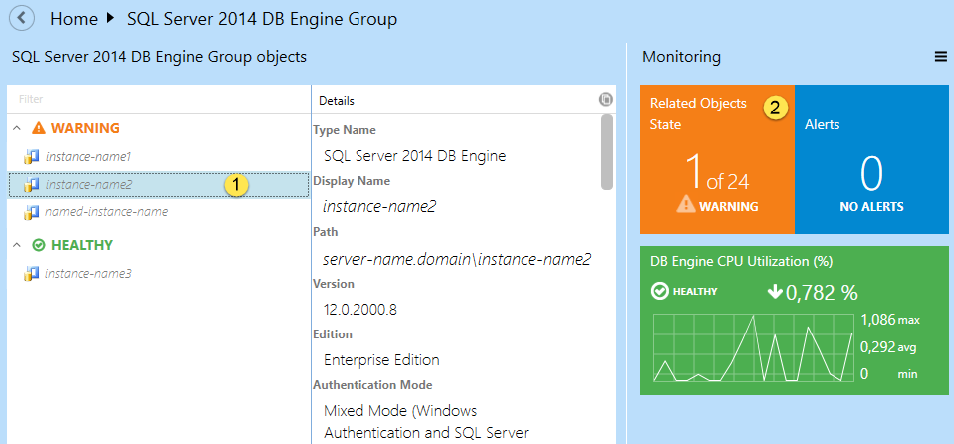 Home SQL Server 2014 DB Engine Group
SQL Server 2014 DB Engine Group objects
Filter
WARNING
instance-name1
instance-name2 1
named-instance-name
HEALTHY
instance-name3
Details
Type Name
SQL Server 2014 DB Engine
Display Name
instance-name2
Path
server-name.domain\instance-name2
Version
12.0.2000.8
Edition
Enterprise Edition
Authentication Mode
Mixed Mode (Windows
Authentication and SQL Server
Monitoring
Related Objects 2
State
1 of 24
WARNING
Alerts
0
NO ALERTS
DB Engine CPU Utilization (%)
HEALTHY 0,782 %
1,086 max
0,292 avg
0 min